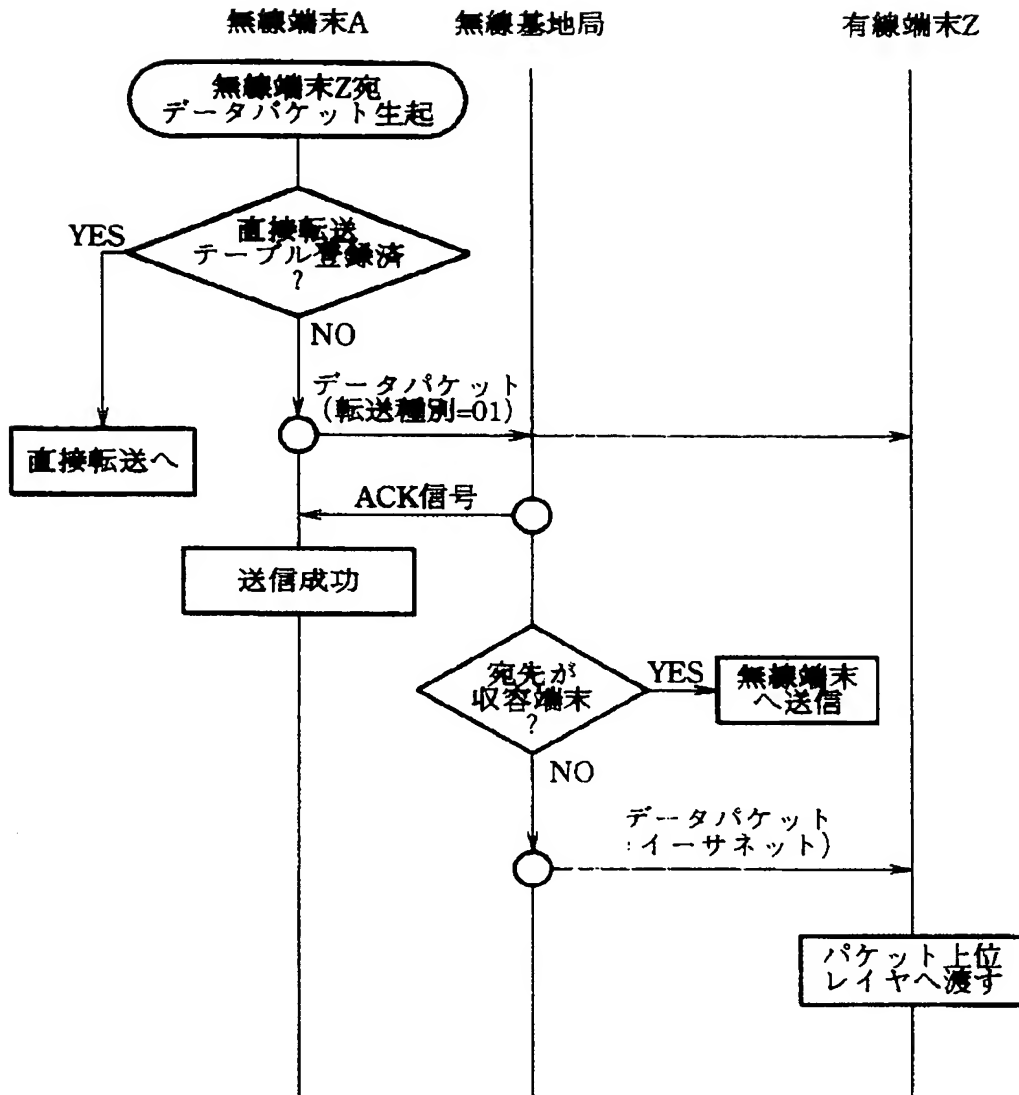 無線端末A
無線基地局
有線端末Z
無線端末Z宛
データパケット生起
直接転送
テーブル登録済
?
YES
NO
データパケット
(転送種別=01)
直接転送へ
ACK信号
送信成功
宛先が
収容端末
?
YES
無線端末
へ送信
NO
データパケット
:イーサネット)
パケット上位
レイヤへ渡す